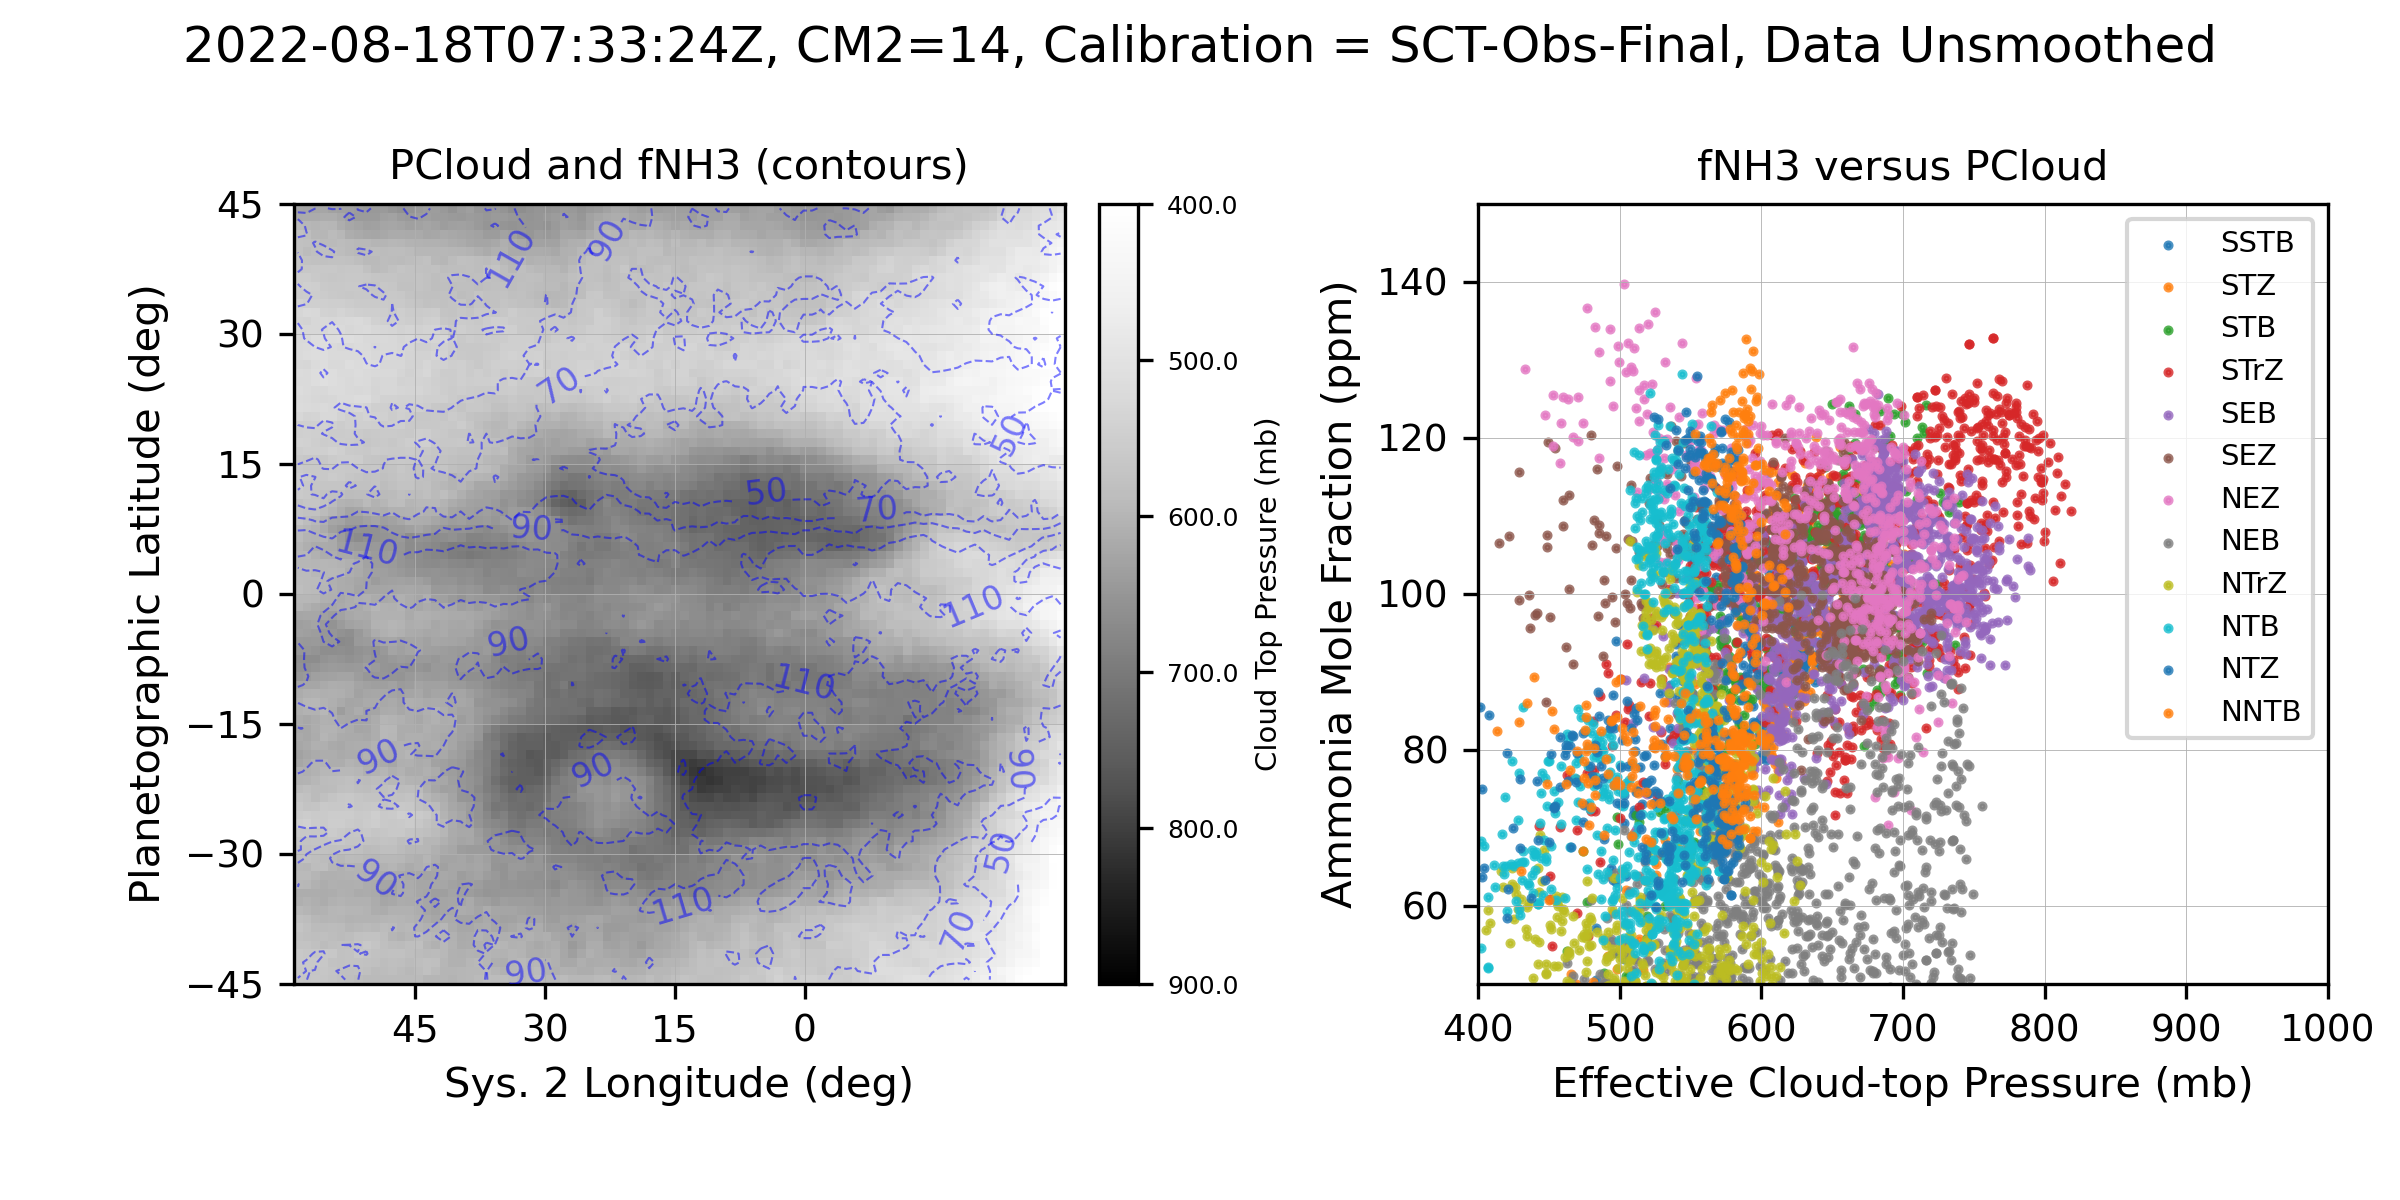 2022-08-18T07:33:24Z, CM2=14, Calibration = SCT-Obs-Final, Data Unsmoothed
PCloud and fNH3 (contours)
Planetographic Latitude (deg)
45
30
15
0
−15
−30
−45
45
30
15
0
Sys. 2 Longitude (deg)
110
90
70
50
50
70
90
110
110
90
110
90
90
90
50
90
110
70
90
400.0
500.0
600.0
700.0
800.0
900.0
Cloud Top Pressure (mb)
fNH3 versus PCloud
Ammonia Mole Fraction (ppm)
140
120
100
80
60
400
500
600
700
800
900
1000
Effective Cloud-top Pressure (mb)
SSTB
STZ
STB
STrZ
SEB
SEZ
NEZ
NEB
NTrZ
NTB
NTZ
NNTB